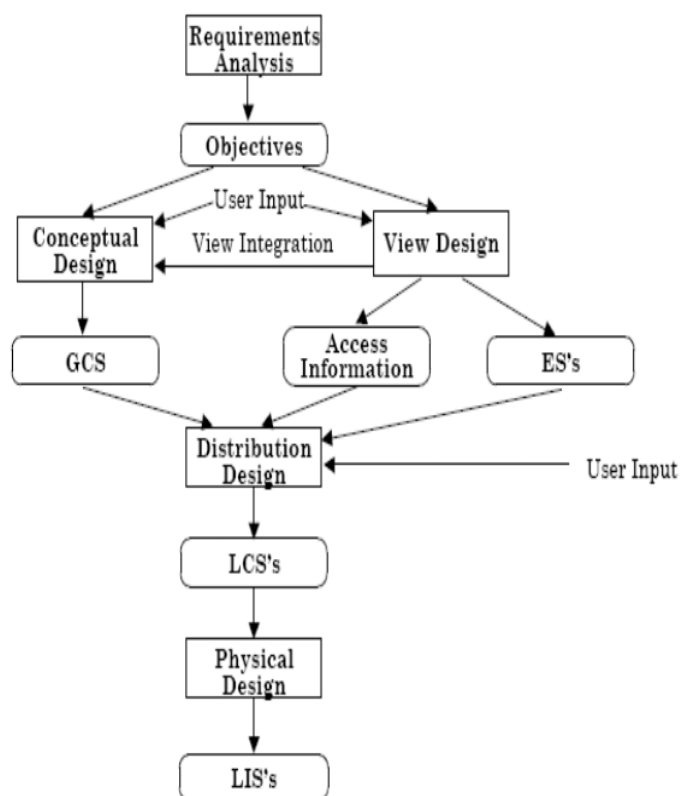 Requirements
Analysis
Objectives
User Input
Conceptual
Design
View Integration
View Design
GCS
Access
Information
ES's
Distribution
Design
User Input
LCS's
Physical
Design
LIS's